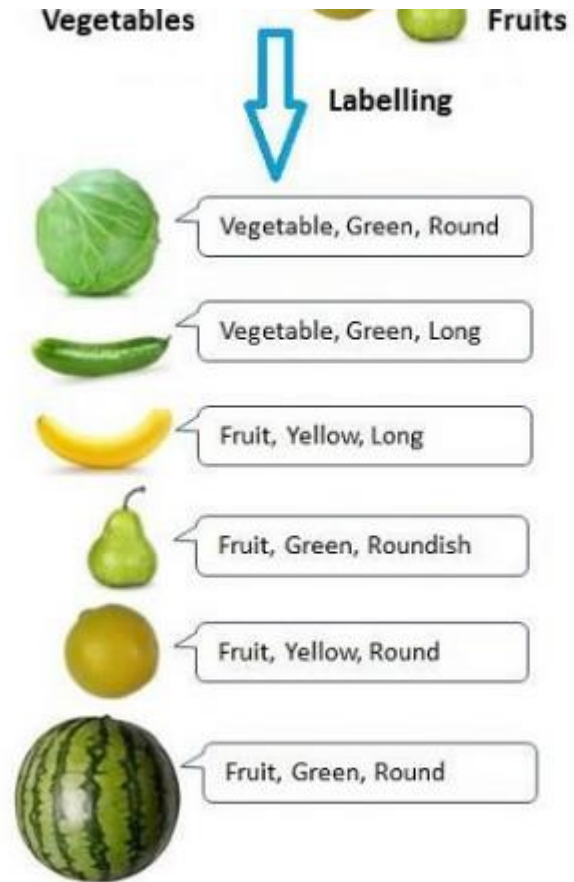 Vegetables
Fruits
Labelling
Vegetable, Green, Round
Vegetable, Green, Long
Fruit, Yellow, Long
Fruit, Green, Roundish
Fruit, Yellow, Round
Fruit, Green, Round